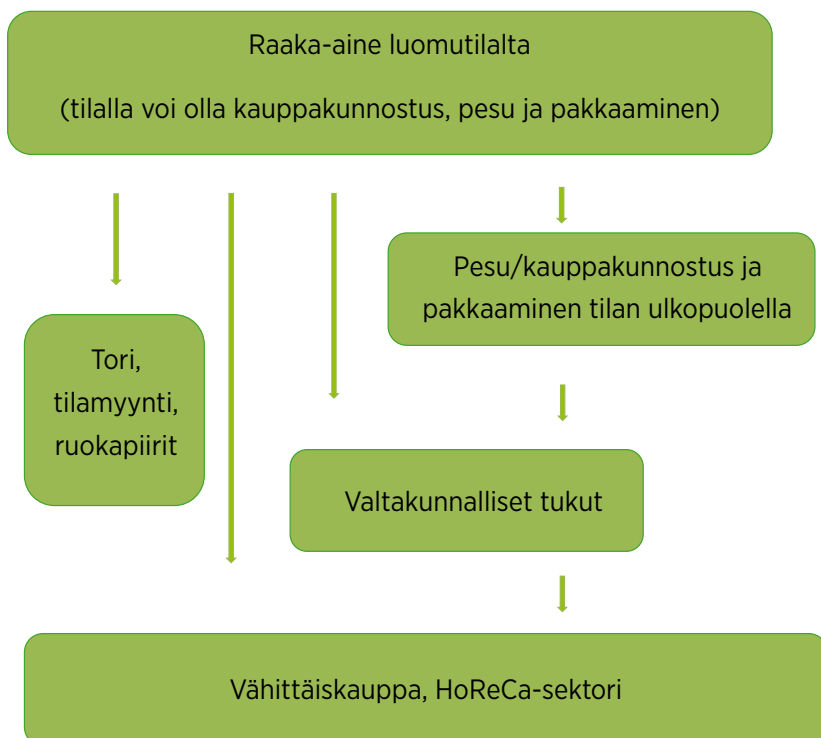 Raaka-aine luomutilalta
(tilalla voi olla kauppakunnostus, pesu ja pakkaaminen)
Pesu/kauppakunnostus ja
pakkaaminen tilan ulkopuolella
Tori,
tilamyynti,
ruokapiirit
Valtakunnalliset tukut
Vähittäiskauppa, HoReCa-sektori